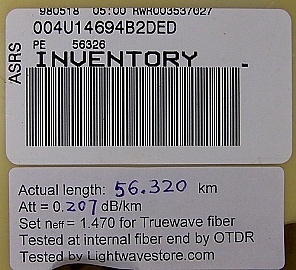 980518 05:00 RWR003537027
004U14694B2DED
PE 56326
INVENTORY
ASRS
Actual length: 56.320 km
Att = 0.207 dB/km
Set neff = 1.470 for Truewave fiber
Tested at internal fiber end by OTDR
Tested by Lightwavestore.com